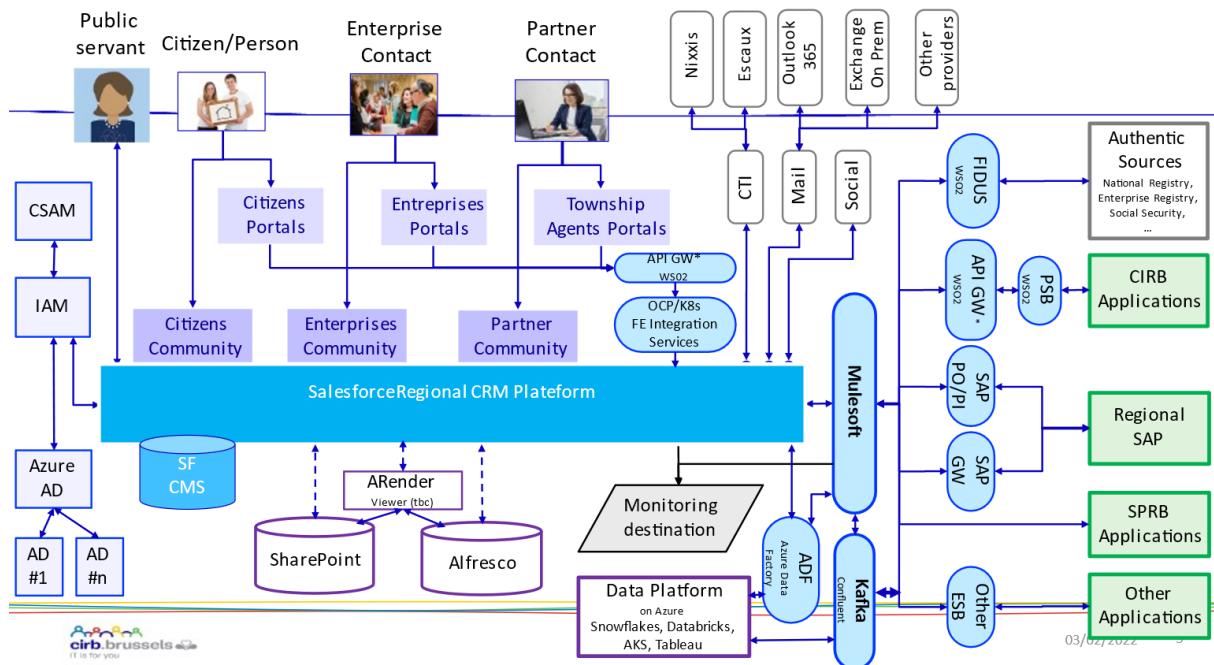 Public
servant
Citizen/Person
Enterprise
Contact
Partner
Contact
Nixxis
Escaux
Outlook
365
Exchange
On Prem
Other
providers
CSAM
IAM
Citizens
Portals
Entreprises
Portals
Township
Agents Portals
CTI
Mail
Social
FIDUS
WSO2
Authentic
Sources
National Registry,
Enterprise Registry,
Social Security,
...
API GW*
WS02
OCP/K8s
FE Integration
Services
API GW*
WSO2
PSB
WSO2
CIRB
Applications
Citizens
Community
Enterprises
Community
Partner
Community
SalesforceRegional CRM Plateform
Mulesoft
SAP
PO/PI
SAP
GW
Regional
SAP
Azure
AD
SF
CMS
ARender
Viewer (tbc)
Monitoring
destination
SPRB
Applications
AD
#1
AD
#n
SharePoint
Alfresco
ADF
Azure Data
Factory
Kafka
Confluent
Data Platform
on Azure
Snowflakes, Databricks,
AKS, Tableau
Other
ESB
Other
Applications
cirb.brussels
IT is for you
03/02/2022